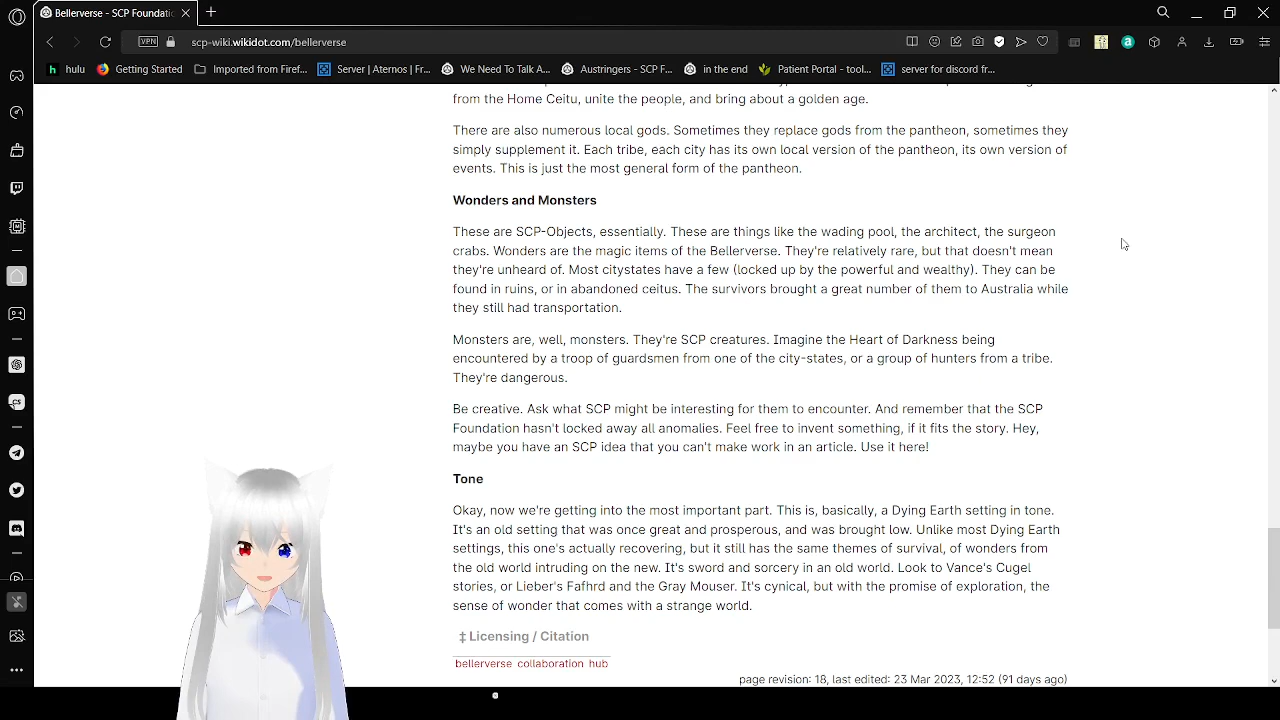 Bellerverse - SCP Foundatic
VPN
scp-wiki.wikidot.com/bellerverse
a
h hulu
Getting Started
Imported from Firef...
Server | Aternos | Fr...
We Need To Talk A...
Austringers - SCP F...
in the end
Patient Portal - tool...
server for discord fr...
from the Home Ceitu, unite the people, and bring about a golden age.
There are also numerous local gods. Sometimes they replace gods from the pantheon, sometimes they
simply supplement it. Each tribe, each city has its own local version of the pantheon, its own version of
events. This is just the most general form of the pantheon.
Wonders and Monsters
These are SCP-Objects, essentially. These are things like the wading pool, the architect, the surgeon
crabs. Wonders are the magic items of the Bellerverse. They're relatively rare, but that doesn't mean
they're unheard of. Most citystates have a few (locked up by the powerful and wealthy). They can be
found in ruins, or in abandoned ceitus. The survivors brought a great number of them to Australia while
they still had transportation.
Monsters are, well, monsters. They're SCP creatures. Imagine the Heart of Darkness being
encountered by a troop of guardsmen from one of the city-states, or a group of hunters from a tribe.
They're dangerous.
Be creative. Ask what SCP might be interesting for them to encounter. And remember that the SCP
Foundation hasn't locked away all anomalies. Feel free to invent something, if it fits the story. Hey,
maybe you have an SCP idea that you can't make work in an article. Use it here!
Tone
Okay, now we're getting into the most important part. This is, basically, a Dying Earth setting in tone.
It's an old setting that was once great and prosperous, and was brought low. Unlike most Dying Earth
settings, this one's actually recovering, but it still has the same themes of survival, of wonders from
the old world intruding on the new. It's sword and sorcery in an old world. Look to Vance's Cugel
stories, or Lieber's Fafhrd and the Gray Mouser. It's cynical, but with the promise of exploration, the
sense of wonder that comes with a strange world.
‡ Licensing / Citation
bellerverse collaboration hub
page revision: 18, last edited: 23 Mar 2023, 12:52 (91 days ago)